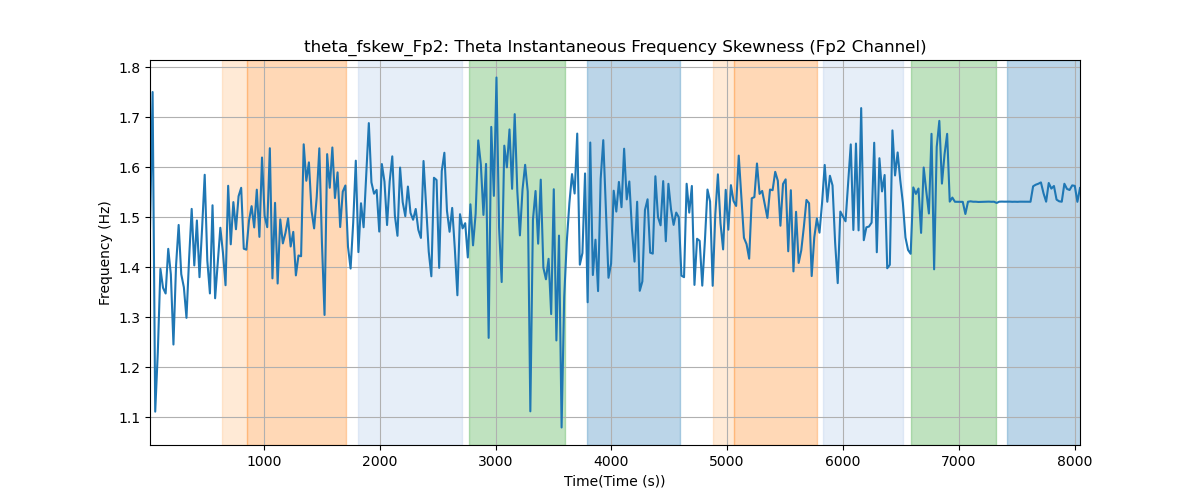 theta_fskew_Fp2: Theta Instantaneous Frequency Skewness (Fp2 Channel)
Frequency (Hz)
1.8
1.7
1.6
1.5
1.4
1.3
1.2
1.1
1000 2000 3000 4000 5000 6000 7000 8000
Time(Time (s))